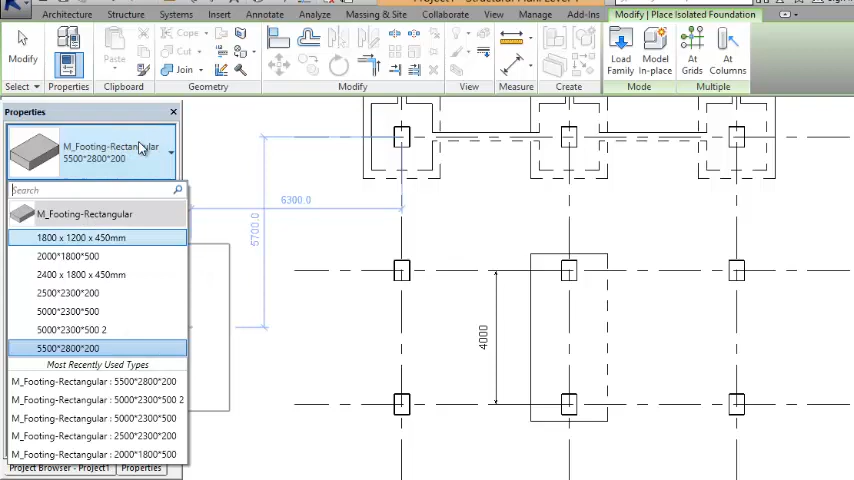 Architecture Structure Systems Insert Annotate Analyze Massing & Site Collaborate View Manage Add-Ins Modify | Place Isolated Foundation
Modify
Paste
Cope
Cut
Join
Load Family
Model In-place
At Grids
At Columns
Select Properties Clipboard Geometry Modify View Measure Create Mode Multiple
Properties
M_Footing-Rectangular
5500*2800*200
Search
M_Footing-Rectangular
1800 x 1200 x 450mm
2000*1800*500
2400 x 1800 x 450mm
2500*2300*200
5000*2300*500
5000*2300*500 2
5500*2800*200
Most Recently Used Types
M_Footing-Rectangular : 5500*2800*200
M_Footing-Rectangular : 5000*2300*500 2
M_Footing-Rectangular : 5000*2300*500
M_Footing-Rectangular : 2500*2300*200
M_Footing-Rectangular : 2000*1800*500
Project Browser - Project1 Properties
6300.0
5700.0
4000